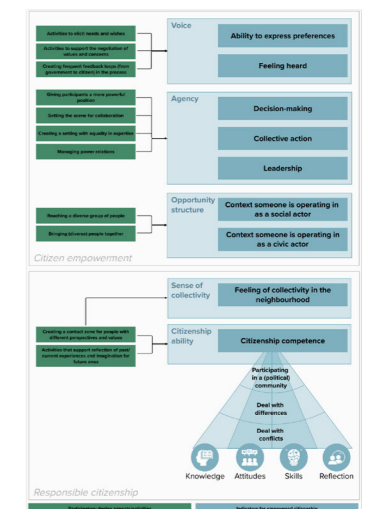 Activities to elicit needs and wishes
Activities to support the negotiation of
values and concerns
Creating frequent feedback loops (from
government to citizen) in the process
Voice
Ability to express preferences
Feeling heard
Giving participants a more powerful
position
Setting the scene for collaboration
Creating a setting with equality in expertise
Managing power relations
Agency
Decision-making
Collective action
Leadership
Reaching a diverse group of people
Bringing (diverse) people together
Opportunity
structure
Context someone is operating in
as a social actor
Context someone is operating in
as a civic actor
Citizen empowerment
Sense of
collectivity
Feeling of collectivity in the
neighbourhood
Creating a contact zone for people with
different perspectives and values
Activities that support reflection of past/
current experiences and imagination for
future ones
Citizenship
ability
Citizenship competence
Participating
in a (political)
community
Deal with
differences
Deal with
conflicts
Knowledge
Attitudes
Skills
Reflection
Responsible citizenship